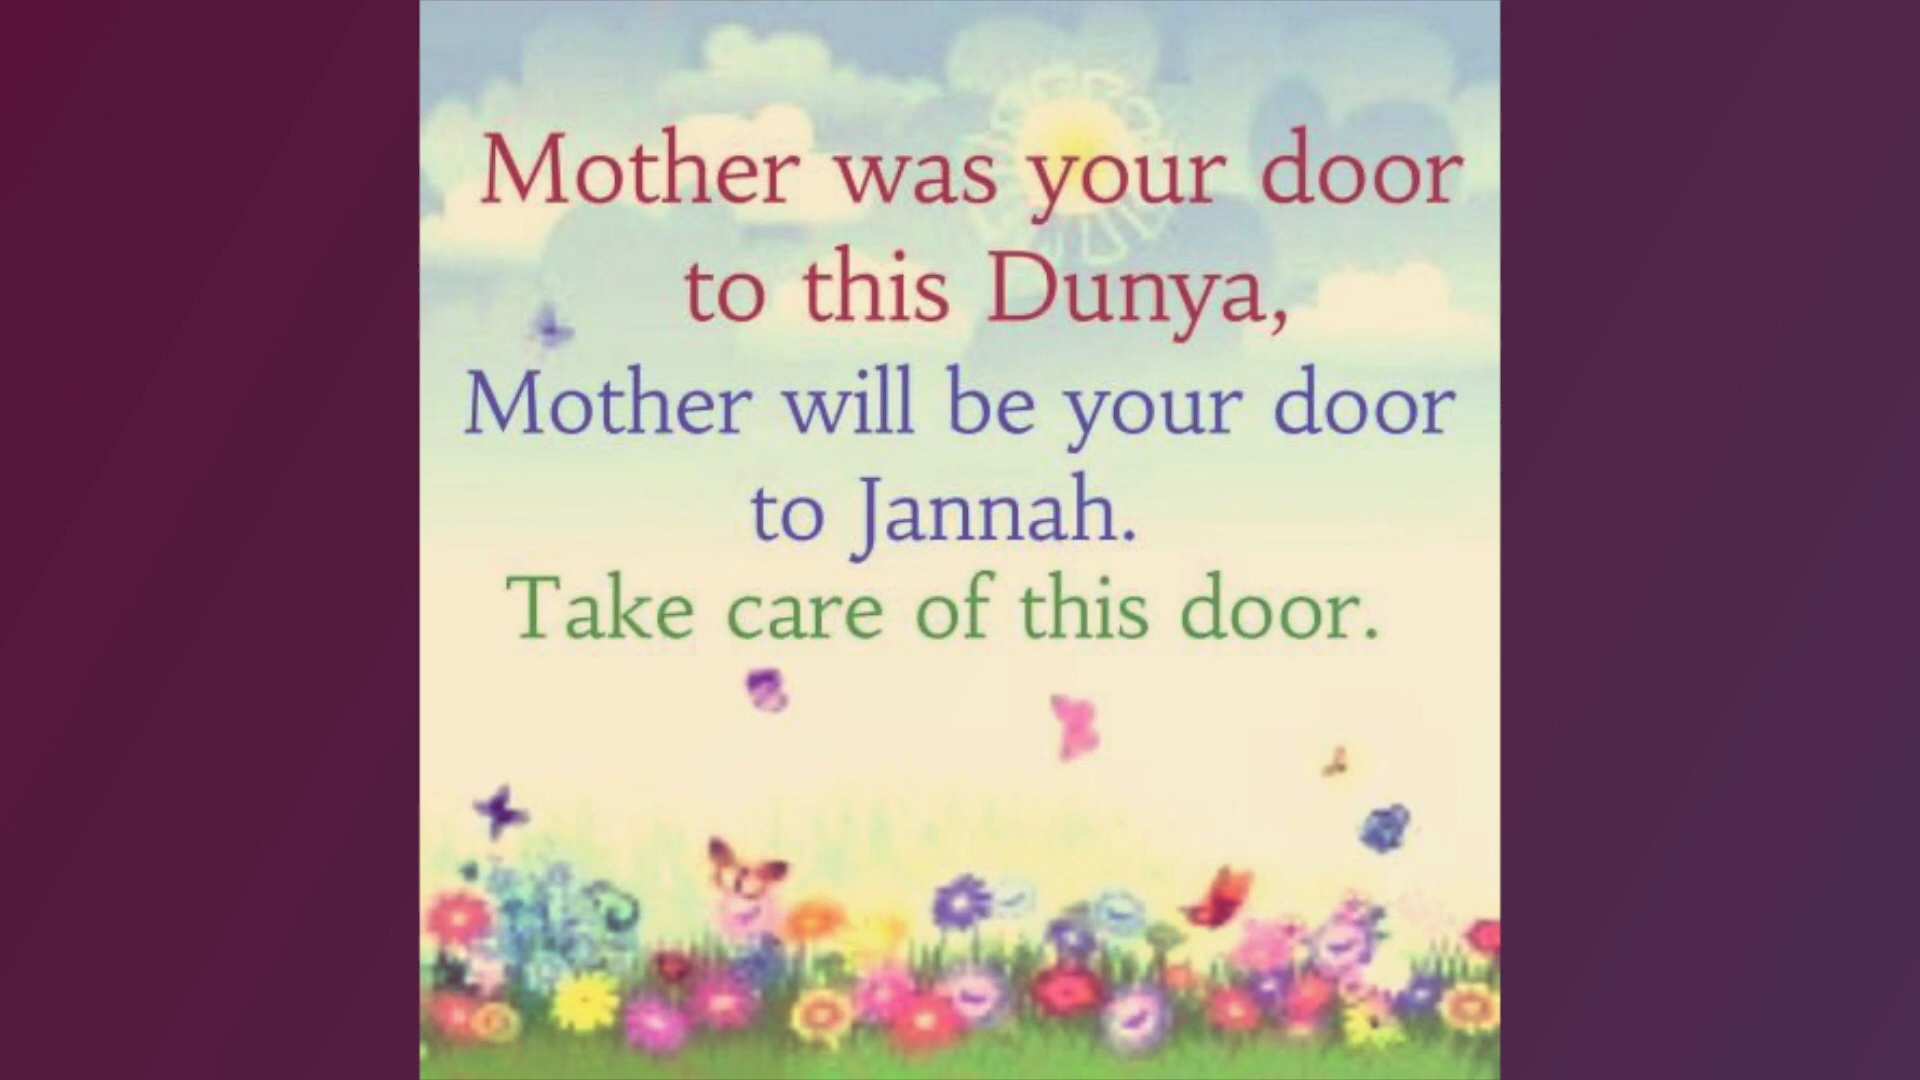 Mother was your door
to this Dunya,
Mother will be your door
to Jannah.
Take care of this door.